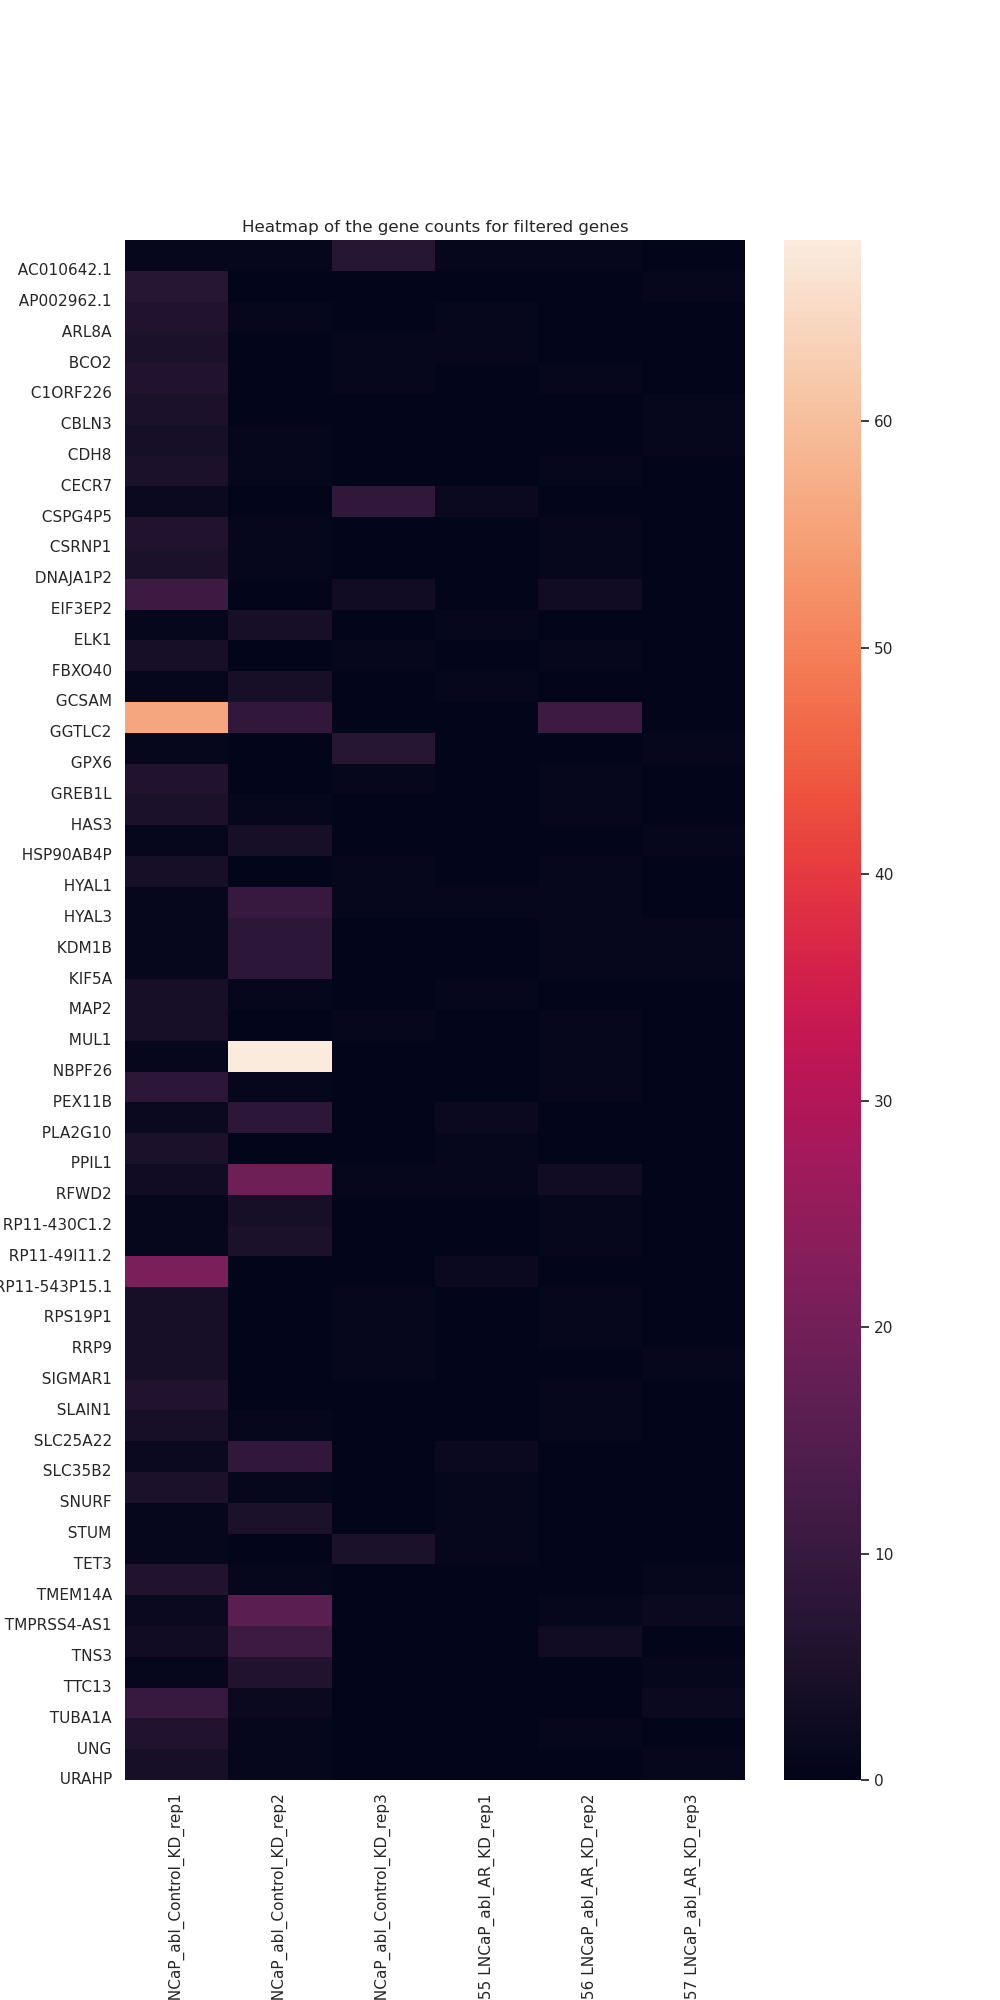 Heatmap of the gene counts for filtered genes
AC010642.1
AP002962.1
ARL8A
BCO2
C1ORF226
CBLN3
CDH8
CECR7
CSPG4P5
CSRNP1
DNAJA1P2
EIF3EP2
ELK1
FBXO40
GCSAM
GGTLC2
GPX6
GREB1L
HAS3
HSP90AB4P
HYAL1
HYAL3
KDM1B
KIF5A
MAP2
MUL1
NBPF26
PEX11B
PLA2G10
PPIL1
RFWD2
RP11-430C1.2
RP11-49I11.2
RP11-543P15.1
RPS19P1
RRP9
SIGMAR1
SLAIN1
SLC25A22
SLC35B2
SNURF
STUM
TET3
TMEM14A
TMPRSS4-AS1
TNS3
TTC13
TUBA1A
UNG
URAHP
NCaP_abl_Control_KD_rep1
NCaP_abl_Control_KD_rep2
NCaP_abl_Control_KD_rep3
55 LNCaP_abl_AR_KD_rep1
56 LNCaP_abl_AR_KD_rep2
57 LNCaP_abl_AR_KD_rep3
60
50
40
30
20
10
0